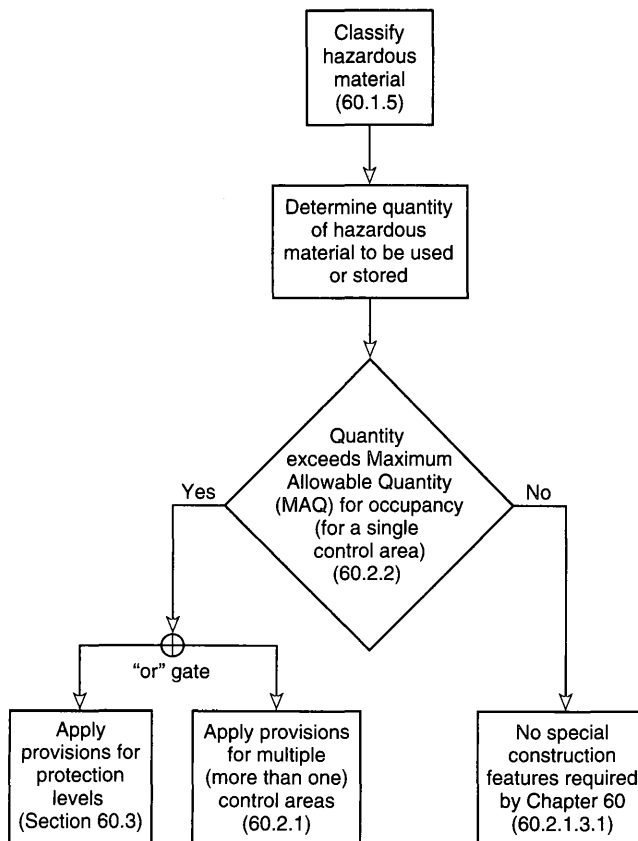 Classify
hazardous
material
(60.1.5)
Determine quantity
of hazardous
material to be used
or stored
Quantity
exceeds Maximum
Allowable Quantity
(MAQ) for occupancy
(for a single
control area)
(60.2.2)
Yes
No
“or” gate
Apply
provisions for
protection
levels
(Section 60.3)
Apply provisions
for multiple
(more than one)
control areas
(60.2.1)
No special
construction
features required
by Chapter 60
(60.2.1.3.1)